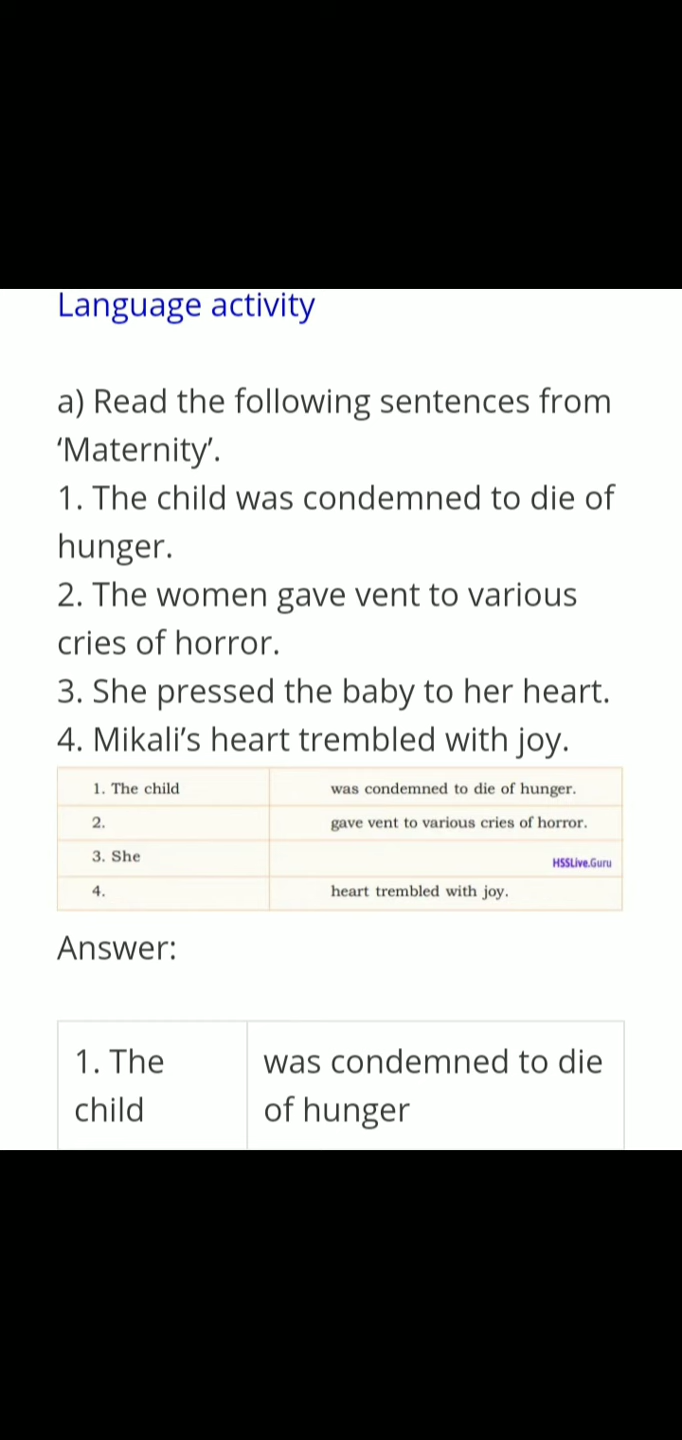 Language activity
a) Read the following sentences from
‘Maternity’.
1. The child was condemned to die of
hunger.
2. The women gave vent to various
cries of horror.
3. She pressed the baby to her heart.
4. Mikali’s heart trembled with joy.
1. The child was condemned to die of hunger.
2. gave vent to various cries of horror.
3. She
HSSLive.Guru
4. heart trembled with joy.
Answer:
1. The was condemned to die
child of hunger